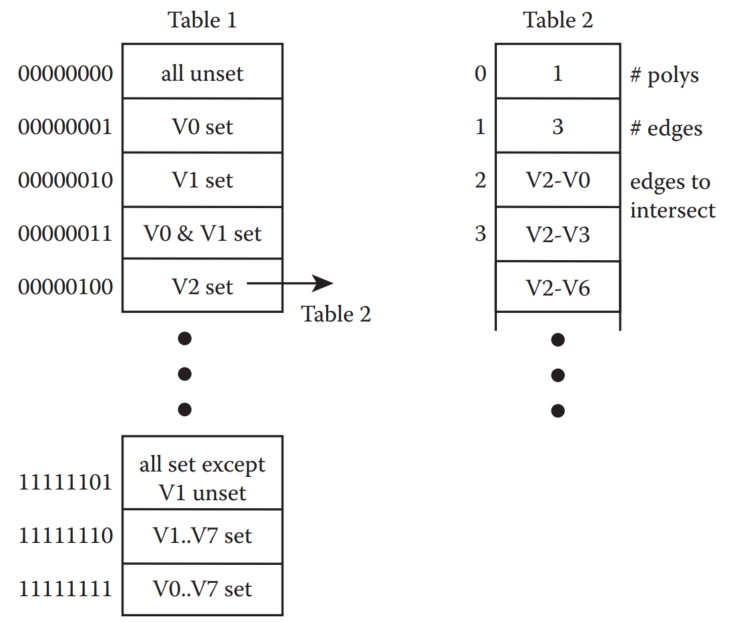 Table 1
00000000 all unset
00000001 V0 set
00000010 V1 set
00000011 V0 & V1 set
00000100 V2 set
Table 2
11111101 all set except
V1 unset
11111110 V1..V7 set
11111111 V0..V7 set
Table 2
0 1 # polys
1 3 # edges
2 V2-V0 edges to
intersect
3 V2-V3
V2-V6